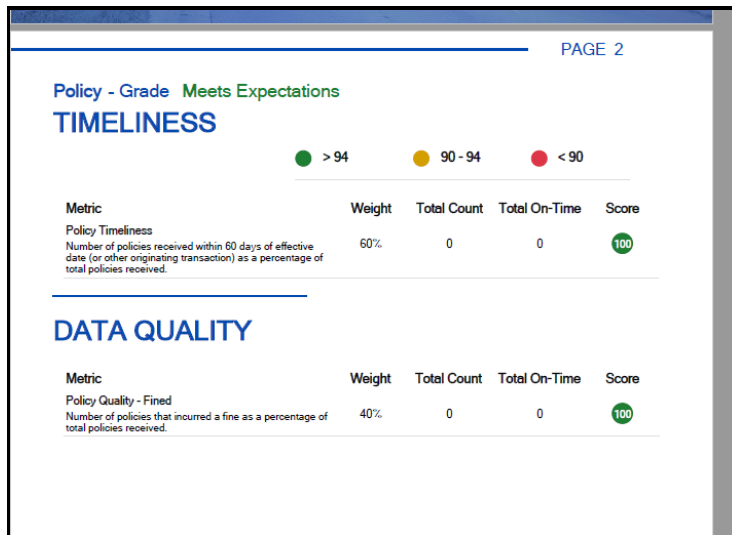 PAGE 2
Policy - Grade Meets Expectations
TIMELINESS
> 94 90 - 94 < 90
Metric Weight Total Count Total On-Time Score
Policy Timeliness
Number of policies received within 60 days of effective
date (or other originating transaction) as a percentage of
total policies received.
60% 0 0 100
DATA QUALITY
Metric Weight Total Count Total On-Time Score
Policy Quality - Fined
Number of policies that incurred a fine as a percentage of
total policies received.
40% 0 0 100